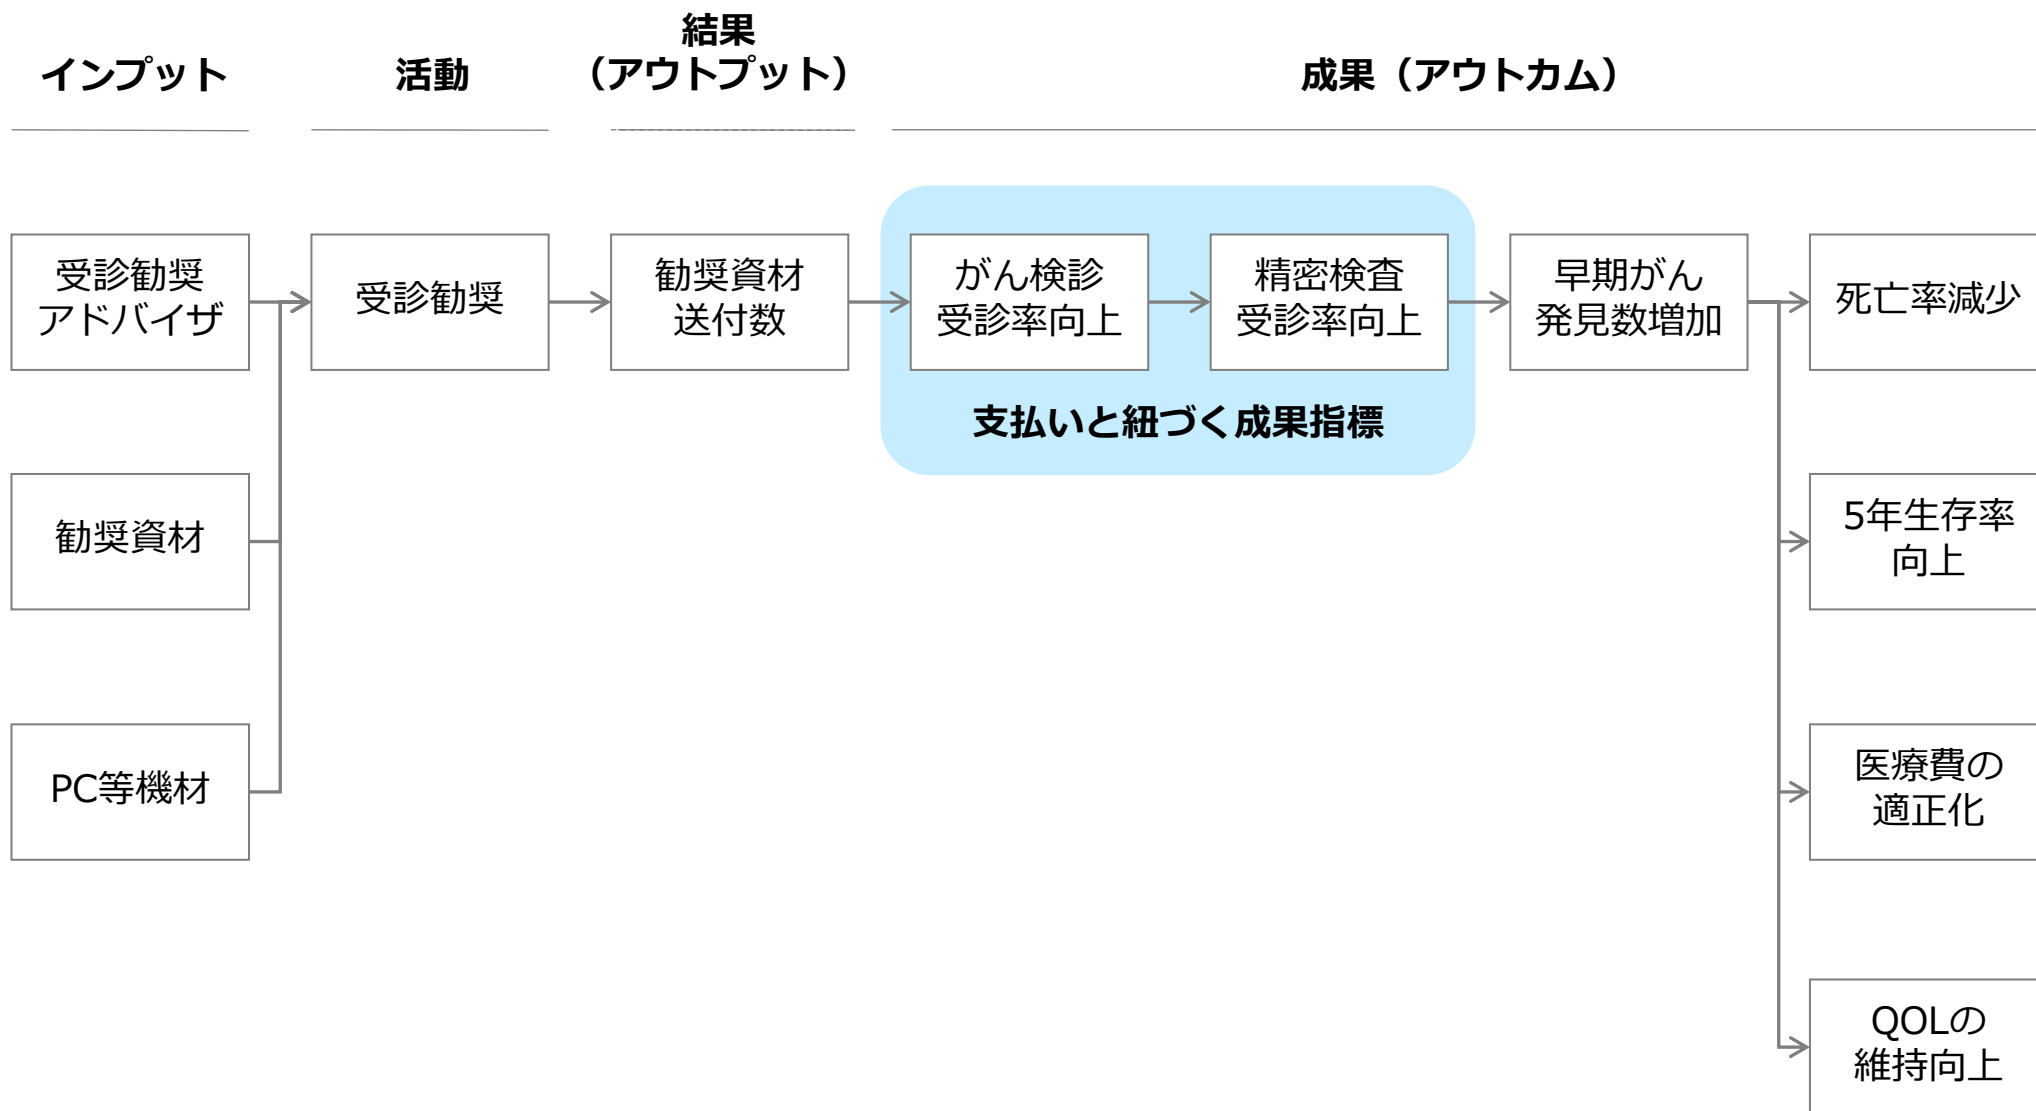 インプット
活動
結果
（アウトプット）
成果（アウトカム）
受診勧奨
アドバイザ
受診勧奨
勧奨資材
送付数
がん検診
受診率向上
精密検査
受診率向上
早期がん
発見数増加
死亡率減少
支払いと紐づく成果指標
勧奨資材
5年生存率
向上
PC等機材
医療費の
適正化
QOLの
維持向上